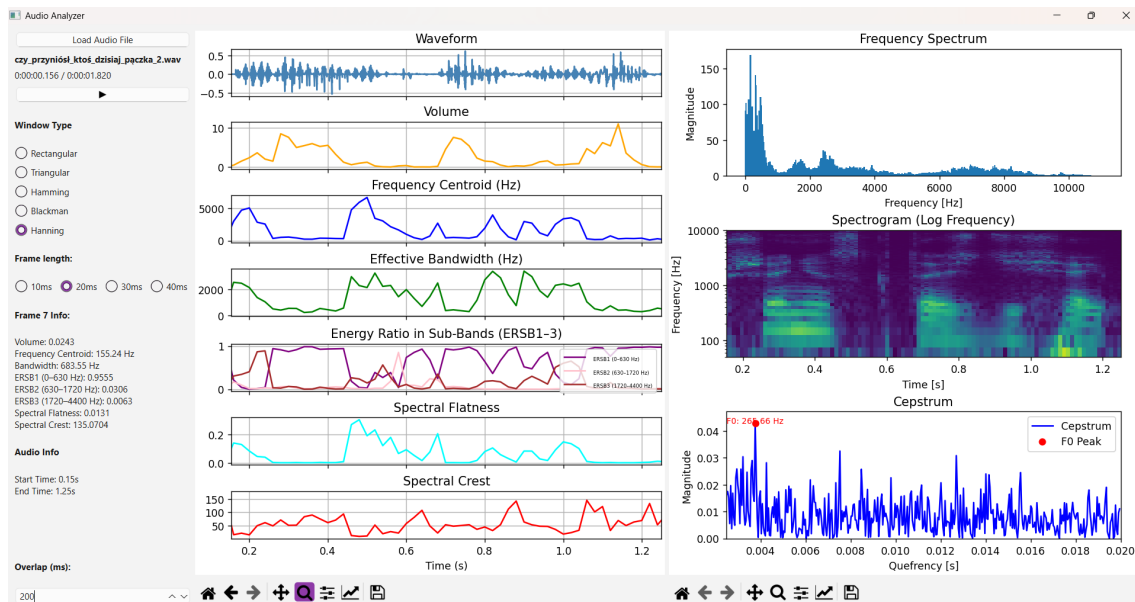 Audio Analyzer
Load Audio File
czy_przyniósł_ktoś_dzisiaj_pączka_2.wav
0:00:00.156 / 0:00:01.820
Window Type
Rectangular
Triangular
Hamming
Blackman
Hanning
Frame length:
10ms 20ms 30ms 40ms
Frame 7 Info:
Volume: 0.0243
Frequency Centroid: 155.24 Hz
Bandwidth: 683.55 Hz
ERSB1 (0–630 Hz): 0.9555
ERSB2 (630–1720 Hz): 0.0306
ERSB3 (1720–4400 Hz): 0.0063
Spectral Flatness: 0.0131
Spectral Crest: 135.0704
Audio Info
Start Time: 0.15s
End Time: 1.25s
Overlap (ms):
200
Waveform
0.5
0.0
−0.5
Volume
10
0
Frequency Centroid (Hz)
5000
0
Effective Bandwidth (Hz)
2000
0
Energy Ratio in Sub-Bands (ERSB1–3)
1
0
ERSB1 (0–630 Hz)
ERSB2 (630–1720 Hz)
ERSB3 (1720–4400 Hz)
Spectral Flatness
0.2
0.0
Spectral Crest
150
100
50
0.2 0.4 0.6 0.8 1.0 1.2
Time (s)
Frequency Spectrum
Magnitude
150
100
50
0
0 2000 4000 6000 8000 10000
Frequency [Hz]
Spectrogram (Log Frequency)
Frequency [Hz]
10000
1000
100
0.2 0.4 0.6 0.8 1.0 1.2
Time [s]
Cepstrum
F0: 265.66 Hz
Cepstrum
F0 Peak
Magnitude
0.04
0.03
0.02
0.01
0.00
0.004 0.006 0.008 0.010 0.012 0.014 0.016 0.018 0.020
Quefrency [s]